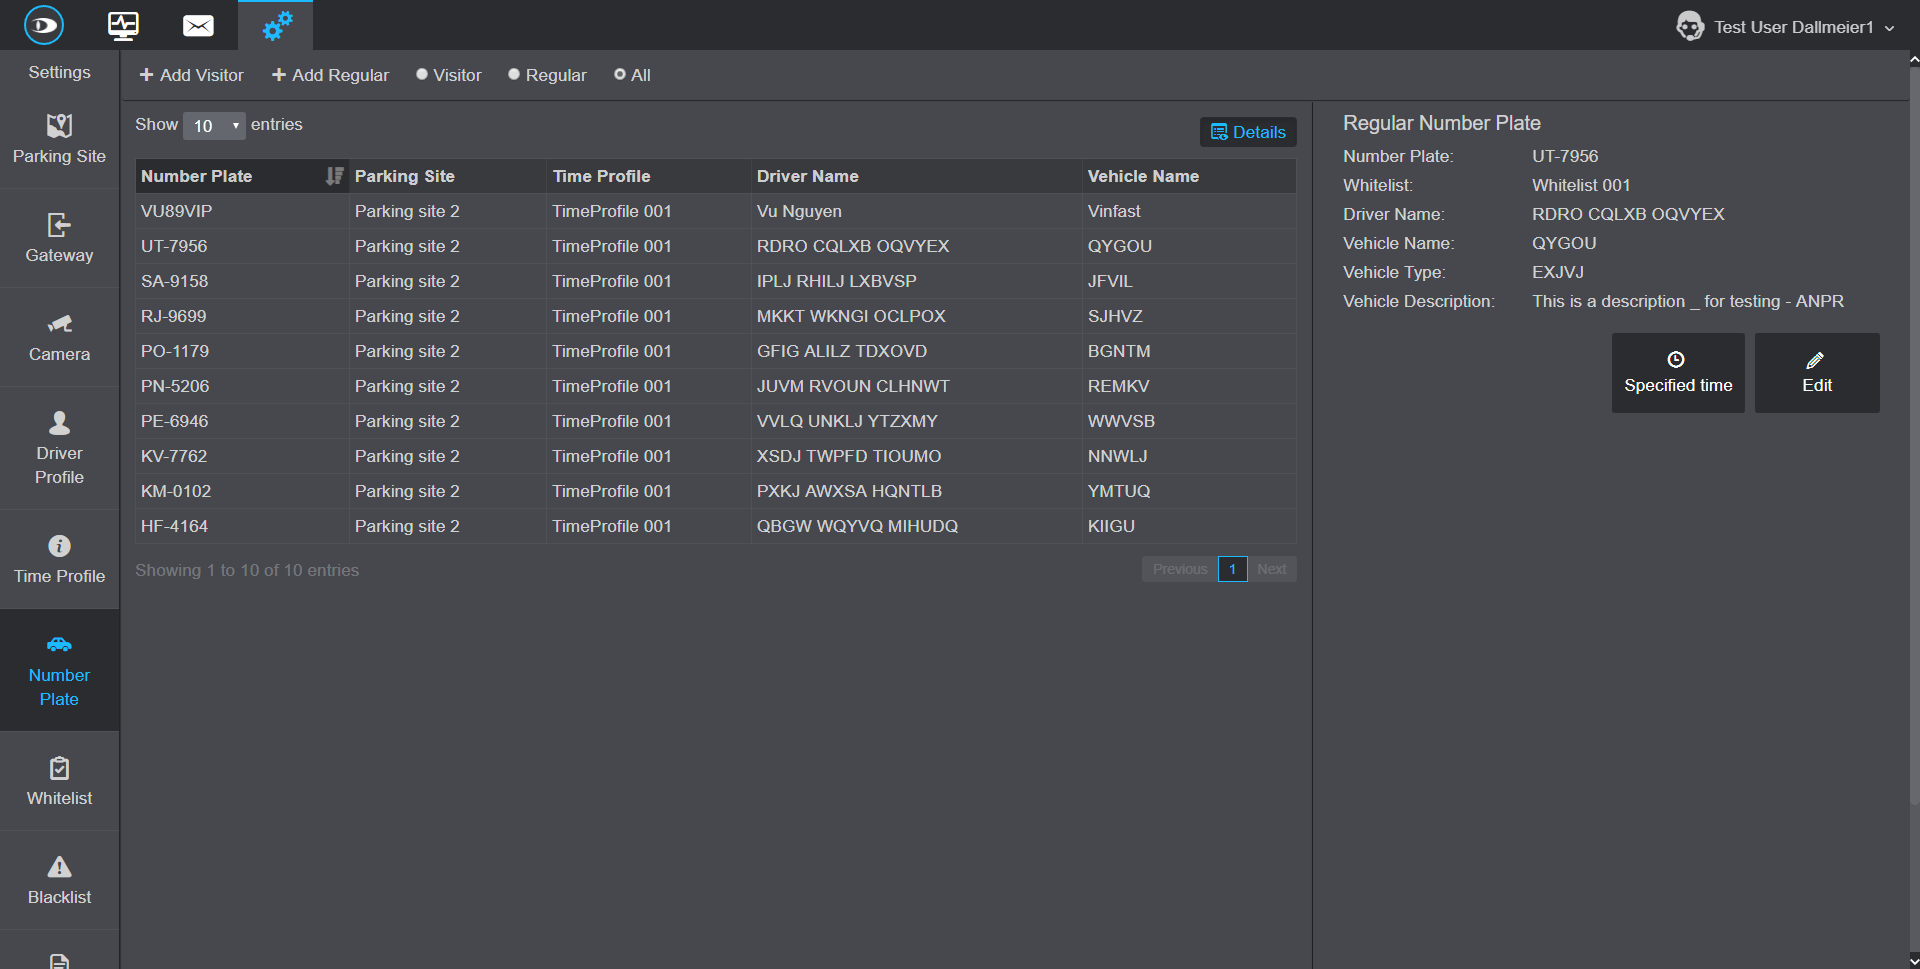 Test User Dallmeier1
Settings
Parking Site
Gateway
Camera
Driver
Profile
Time Profile
Number
Plate
Whitelist
Blacklist
Add Visitor
Add Regular
Visitor
Regular
All
Show 10 entries
Details
Number Plate Parking Site Time Profile Driver Name Vehicle Name
VU89VIP Parking site 2 TimeProfile 001 Vu Nguyen Vinfast
UT-7956 Parking site 2 TimeProfile 001 RDRO CQLXB OQVYEX QYGOU
SA-9158 Parking site 2 TimeProfile 001 IPLJ RHILJ LXBVSP JFVIL
RJ-9699 Parking site 2 TimeProfile 001 MKKT WKNGI OCLPOX SJHVZ
PO-1179 Parking site 2 TimeProfile 001 GFIG ALILZ TDXOVD BGNTM
PN-5206 Parking site 2 TimeProfile 001 JUVM RVOUN CLHNWT REMKV
PE-6946 Parking site 2 TimeProfile 001 VVLQ UNKLJ YTZXMY WWVSB
KV-7762 Parking site 2 TimeProfile 001 XSDJ TWPFD TIOUMO NNWLJ
KM-0102 Parking site 2 TimeProfile 001 PXKJ AWXSA HQNTLB YMTUQ
HF-4164 Parking site 2 TimeProfile 001 QBGW WQYVQ MIHUDQ KIIGU
Showing 1 to 10 of 10 entries
Previous 1 Next
Regular Number Plate
Number Plate: UT-7956
Whitelist: Whitelist 001
Driver Name: RDRO CQLXB OQVYEX
Vehicle Name: QYGOU
Vehicle Type: EXJVJ
Vehicle Description: This is a description _ for testing - ANPR
Specified time
Edit